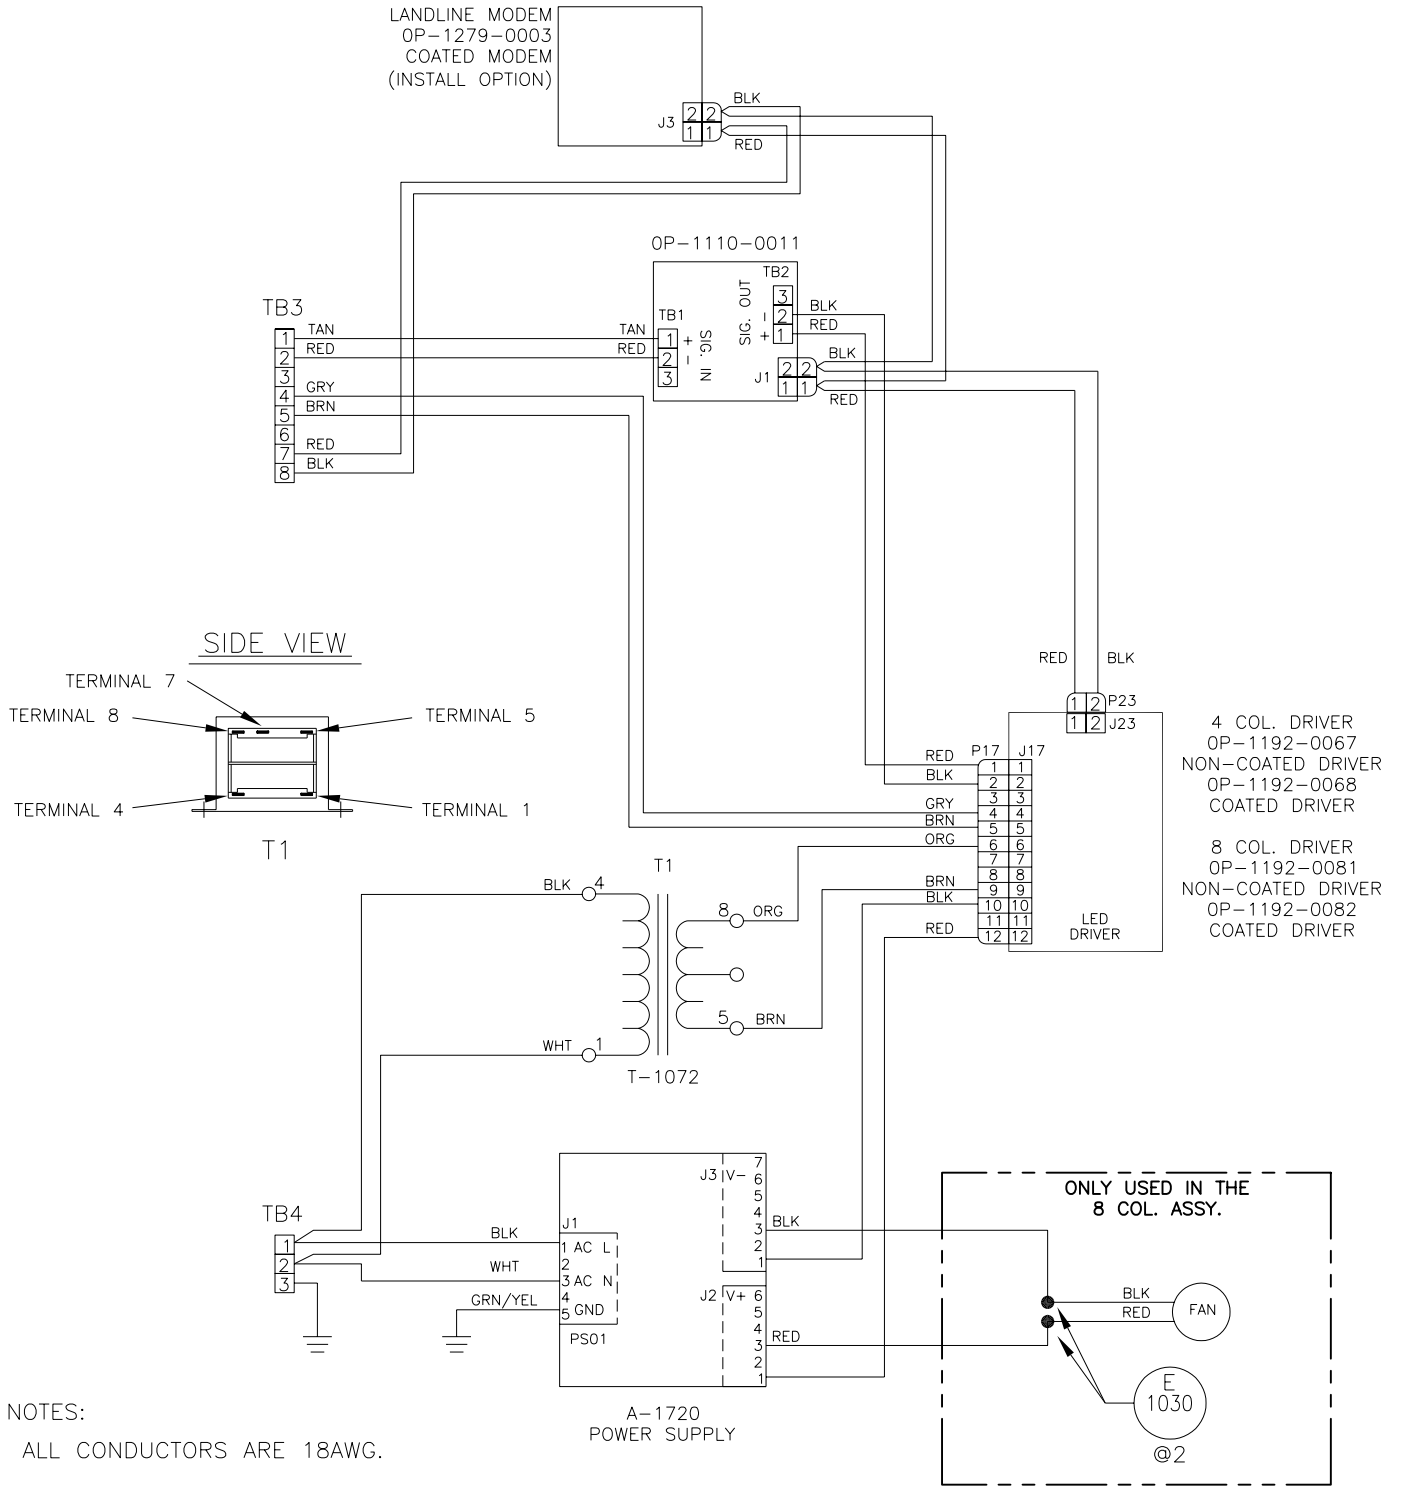 LANDLINE MODEM
0P-1279-0003
COATED MODEM
(INSTALL OPTION)
J3
2 2
1 1
BLK
RED
0P-1110-0011
TB2
3
2
1
SIG. OUT
- +
BLK
RED
TB1
1
2
3
+ -
SIG. IN
J1
2 2
1 1
BLK
RED
TB3
1 TAN TAN
2 RED RED
3
4 GRY
5 BRN
6
7 RED
8 BLK
SIDE VIEW
TERMINAL 7
TERMINAL 8
TERMINAL 5
TERMINAL 4
TERMINAL 1
T1
RED BLK
1 2 P23
1 2 J23
P17 J17
RED 1 1
BLK 2 2
3 3
GRY 4 4
BRN 5 5
ORG 6 6
7 7
8 8
BRN 9 9
BLK 10 10
11 11
RED 12 12
LED
DRIVER
4 COL. DRIVER
0P-1192-0067
NON-COATED DRIVER
0P-1192-0068
COATED DRIVER
8 COL. DRIVER
0P-1192-0081
NON-COATED DRIVER
0P-1192-0082
COATED DRIVER
T1
BLK 4
8 ORG
5 BRN
WHT 1
T-1072
TB4
1
2
3
BLK
WHT
GRN/YEL
J1
1 AC L
2
3 AC N
4
5 GND
PS01
J3 V-
7
6
5
4
3 BLK
2
1
J2 V+ 6
5
4
3 RED
2
1
A-1720
POWER SUPPLY
ONLY USED IN THE
8 COL. ASSY.
BLK
RED
FAN
E
1030
@2
NOTES:
ALL CONDUCTORS ARE 18AWG.